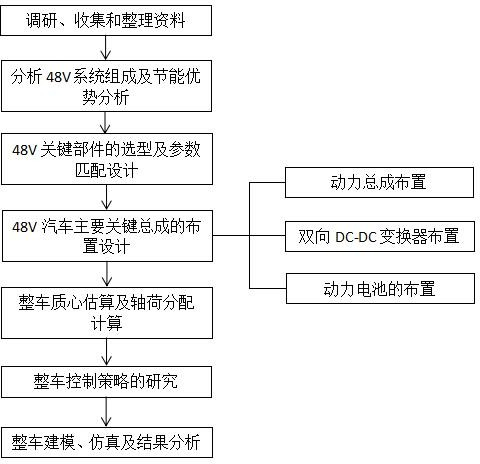 调研、收集和整理资料
分析 48V 系统组成及节能优
势分析
48V 关键部件的选型及参数
匹配设计
48V 汽车主要关键总成的布
置设计
动力总成布置
双向 DC-DC 变换器布置
动力电池的布置
整车质心估算及轴荷分配
计算
整车控制策略的研究
整车建模、仿真及结果分析